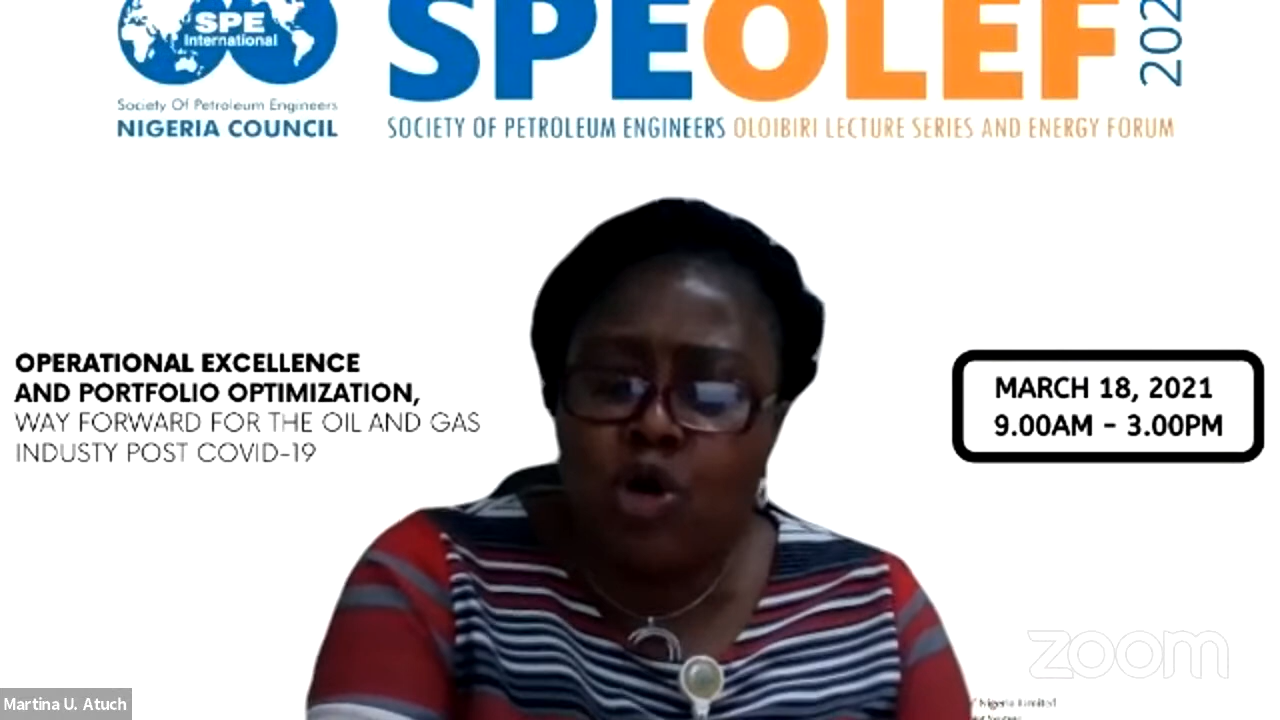 SPE
International
Society Of Petroleum Engineers
NIGERIA COUNCIL
SPEOLEF
202
SOCIETY OF PETROLEUM ENGINEERS OLOIBIRI LECTURE SERIES AND ENERGY FORUM
OPERATIONAL EXCELLENCE
AND PORTFOLIO OPTIMIZATION,
WAY FORWARD FOR THE OIL AND GAS
INDUSTY POST COVID-19
MARCH 18, 2021
9.00AM - 3.00PM
zoom
Nigeria Limited
Martina U. Atuch